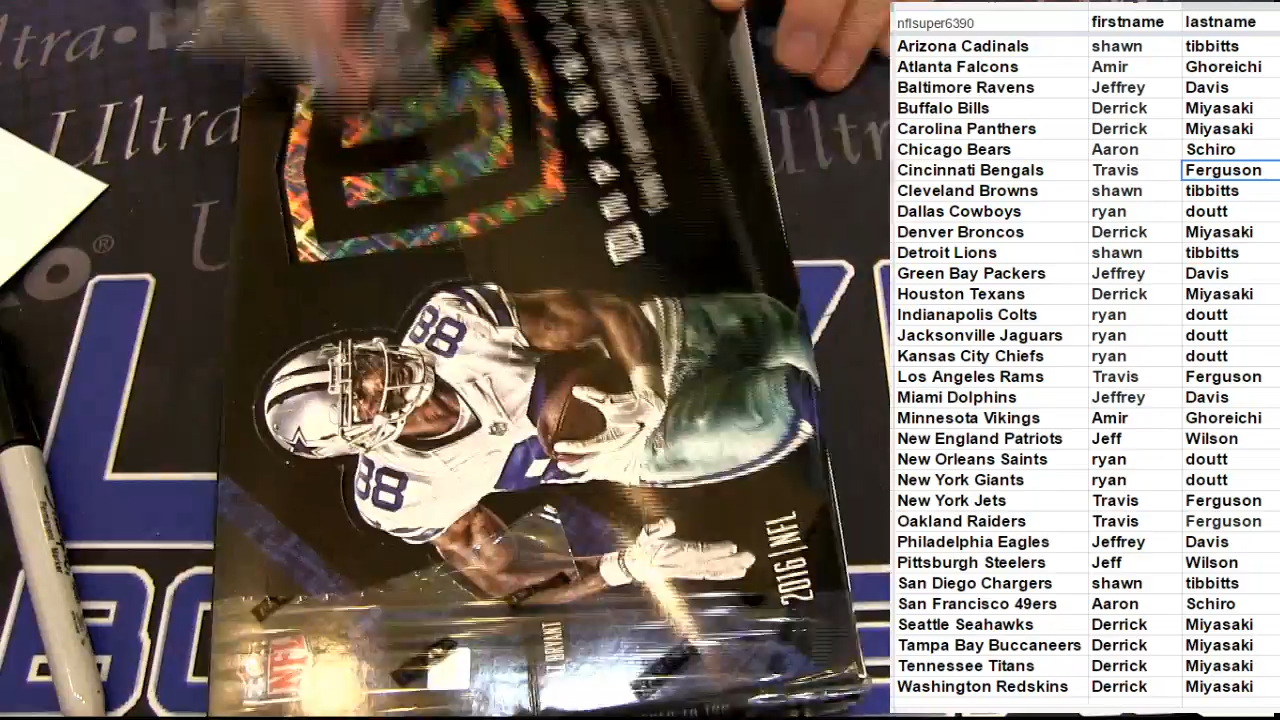 Ultra
Ultra
Ultra
U
®
88
88
2016 | NFL
BRYANT
NFL
nflsuper6390 firstname lastname
Arizona Cadinals shawn tibbitts
Atlanta Falcons Amir Ghoreichi
Baltimore Ravens Jeffrey Davis
Buffalo Bills Derrick Miyasaki
Carolina Panthers Derrick Miyasaki
Chicago Bears Aaron Schiro
Cincinnati Bengals Travis Ferguson
Cleveland Browns shawn tibbitts
Dallas Cowboys ryan doutt
Denver Broncos Derrick Miyasaki
Detroit Lions shawn tibbitts
Green Bay Packers Jeffrey Davis
Houston Texans Derrick Miyasaki
Indianapolis Colts ryan doutt
Jacksonville Jaguars ryan doutt
Kansas City Chiefs ryan doutt
Los Angeles Rams Travis Ferguson
Miami Dolphins Jeffrey Davis
Minnesota Vikings Amir Ghoreichi
New England Patriots Jeff Wilson
New Orleans Saints ryan doutt
New York Giants ryan doutt
New York Jets Travis Ferguson
Oakland Raiders Travis Ferguson
Philadelphia Eagles Jeffrey Davis
Pittsburgh Steelers Jeff Wilson
San Diego Chargers shawn tibbitts
San Francisco 49ers Aaron Schiro
Seattle Seahawks Derrick Miyasaki
Tampa Bay Buccaneers Derrick Miyasaki
Tennessee Titans Derrick Miyasaki
Washington Redskins Derrick Miyasaki